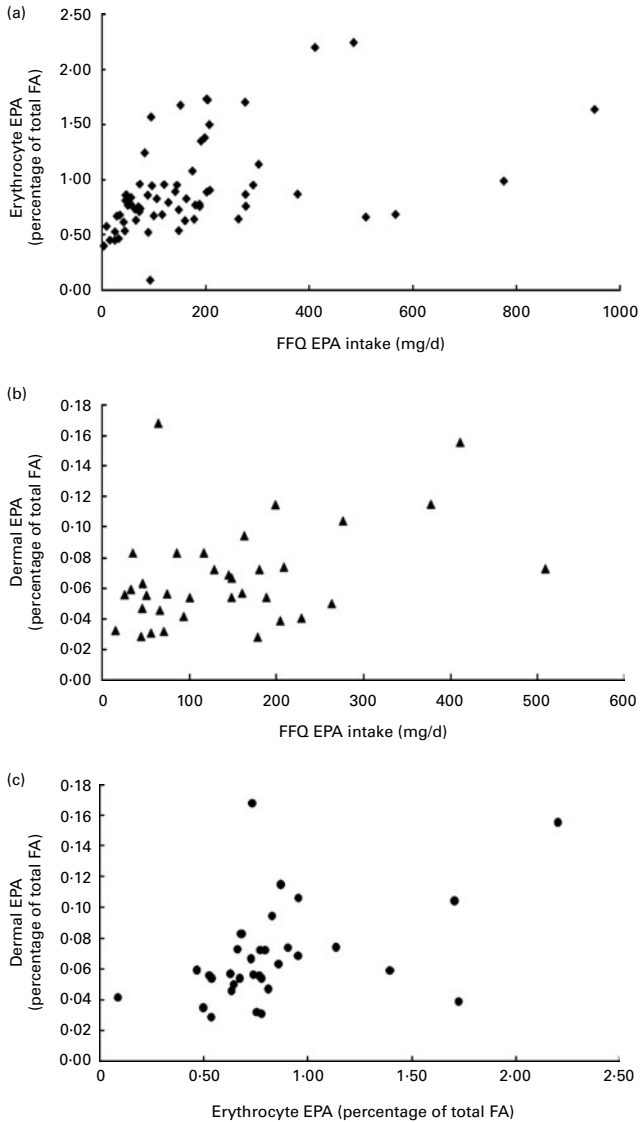 (a)
Erythrocyte EPA
(percentage of total FA)
2·50
2·00
1·50
1·00
0·50
0·00
0 200 400 600 800 1000
FFQ EPA intake (mg/d)
(b)
Dermal EPA
(percentage of total FA)
0·18
0·16
0·14
0·12
0·10
0·08
0·06
0·04
0·02
0·00
0 100 200 300 400 500 600
FFQ EPA intake (mg/d)
(c)
Dermal EPA
(percentage of total FA)
0·18
0·16
0·14
0·12
0·10
0·08
0·06
0·04
0·02
0·00
0 0·50 1·00 1·50 2·00 2·50
Erythrocyte EPA (percentage of total FA)